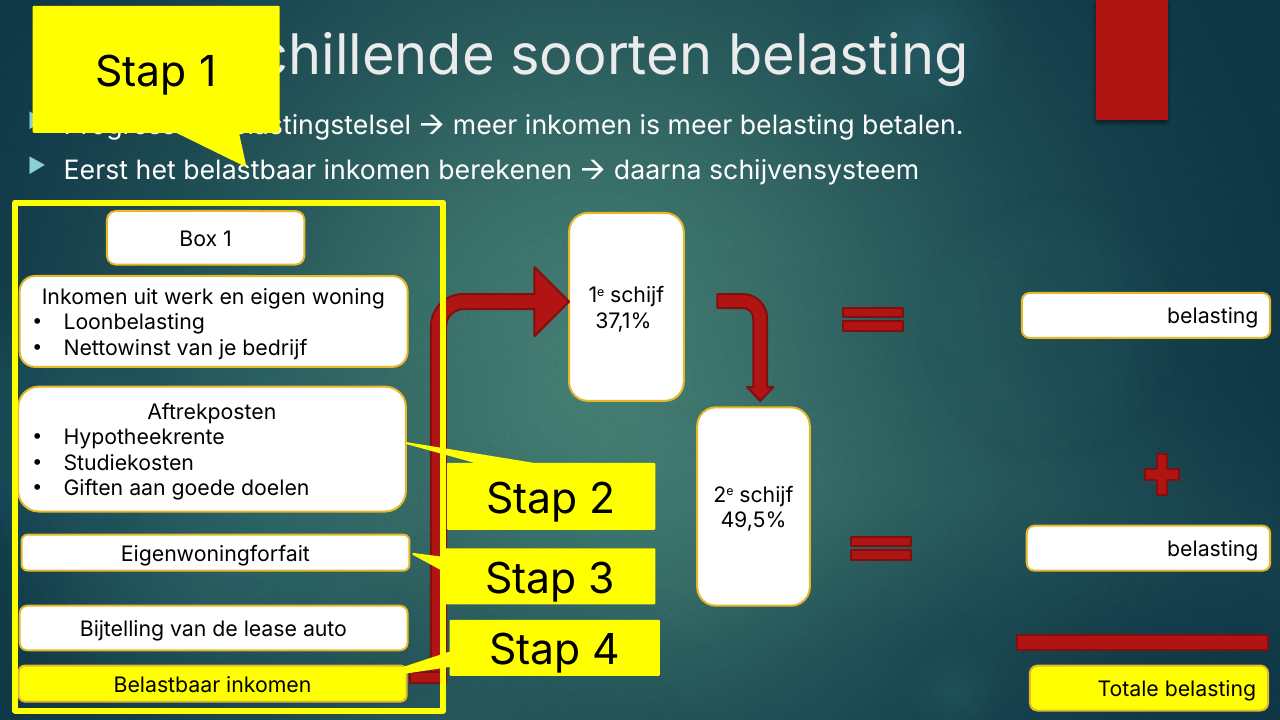 Stap 1
chillende soorten belasting
stingstelsel → meer inkomen is meer belasting betalen.
Eerst het belastbaar inkomen berekenen → daarna schijvensysteem
Box 1
Inkomen uit werk en eigen woning
• Loonbelasting
• Nettowinst van je bedrijf
Aftrekposten
• Hypotheekrente
• Studiekosten
• Giften aan goede doelen
Eigenwoningforfait
Bijtelling van de lease auto
Belastbaar inkomen
Stap 2
Stap 3
Stap 4
1e schijf
37,1%
2e schijf
49,5%
belasting
belasting
Totale belasting